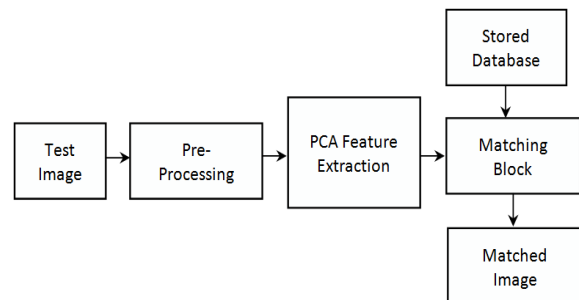 Stored
Database
Test
Image
Pre-
Processing
PCA Feature
Extraction
Matching
Block
Matched
Image